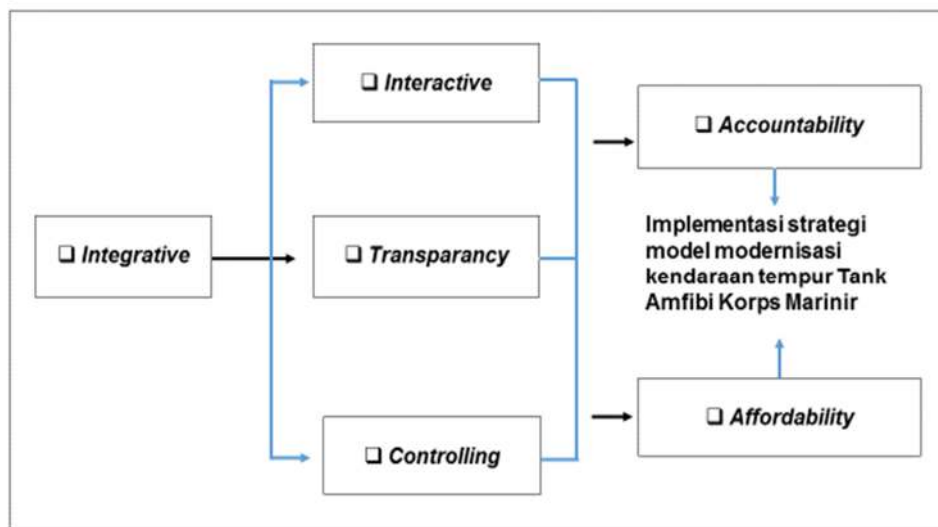 ❑ Interactive
❑ Accountability
Implementasi strategi
model modernisasi
kendaraan tempur Tank
Amfibi Korps Marinir
❑ Integrative
❑ Transparancy
❑ Affordability
❑ Controlling